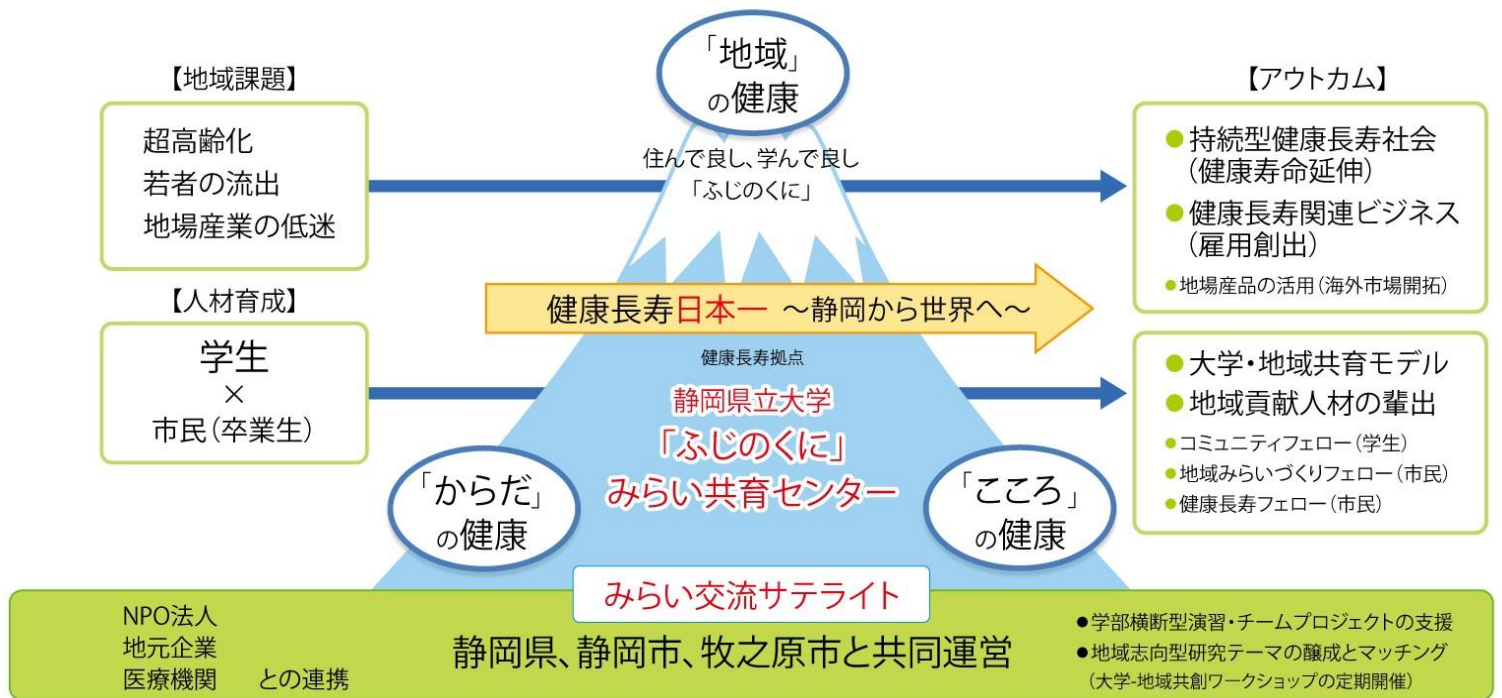 「地域」
の健康
【地域課題】
超高齢化
若者の流出
地場産業の低迷
住んで良し、学んで良し
「ふじのくに」
【アウトカム】
●持続型健康長寿社会
(健康寿命延伸)
●健康長寿関連ビジネス
(雇用創出)
●地場産品の活用(海外市場開拓)
健康長寿日本一 ～静岡から世界へ～
【人材育成】
学生
×
市民(卒業生)
健康長寿拠点
静岡県立大学
「ふじのくに」
みらい共育センター
●大学・地域共育モデル
●地域貢献人材の輩出
●コミュニティフェロー(学生)
●地域みらいづくりフェロー(市民)
●健康長寿フェロー(市民)
「からだ」
の健康
「こころ」
の健康
みらい交流サテライト
NPO法人
地元企業
医療機関 との連携
静岡県、静岡市、牧之原市と共同運営
●学部横断型演習・チームプロジェクトの支援
●地域志向型研究テーマの醸成とマッチング
(大学-地域共創ワークショップの定期開催)